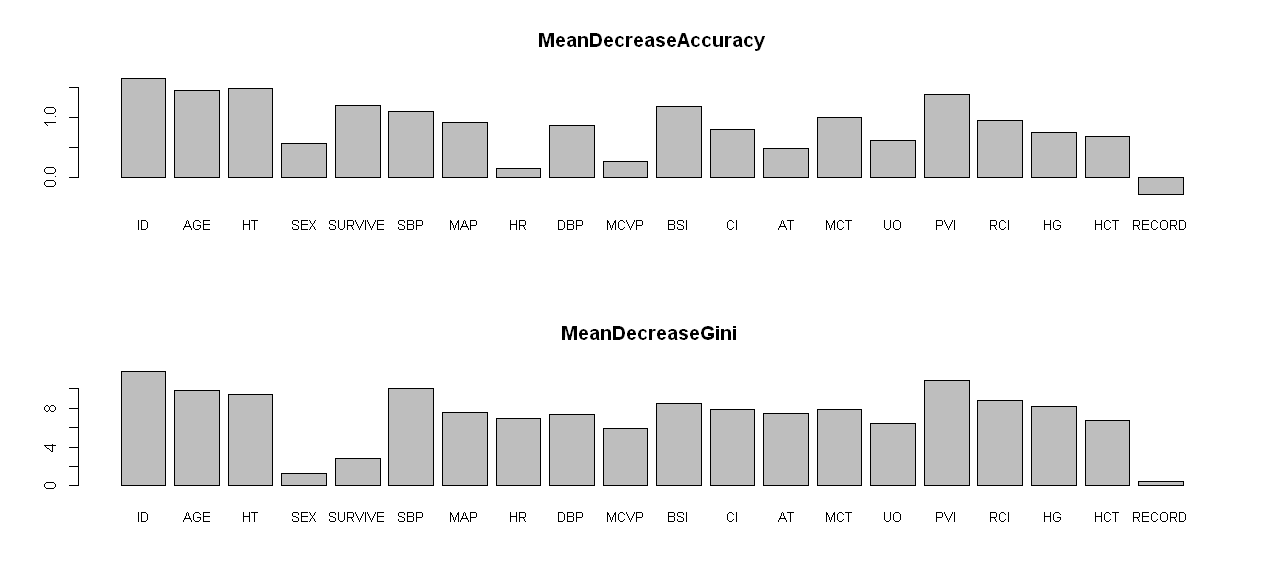 MeanDecreaseAccuracy
1.0
0.0
ID AGE HT SEX SURVIVE SBP MAP HR DBP MCVP BSI CI AT MCT UO PVI RCI HG HCT RECORD
MeanDecreaseGini
8
4
0
ID AGE HT SEX SURVIVE SBP MAP HR DBP MCVP BSI CI AT MCT UO PVI RCI HG HCT RECORD